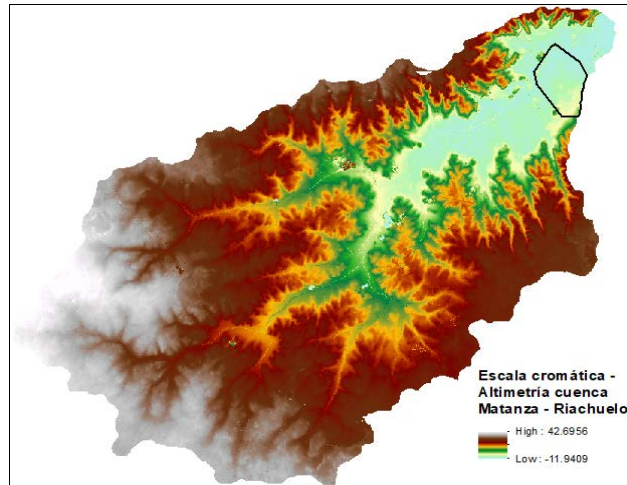 Escala cromática -
Altimetría cuenca
Matanza - Riachuelo
High : 42.6956
Low : -11.9409